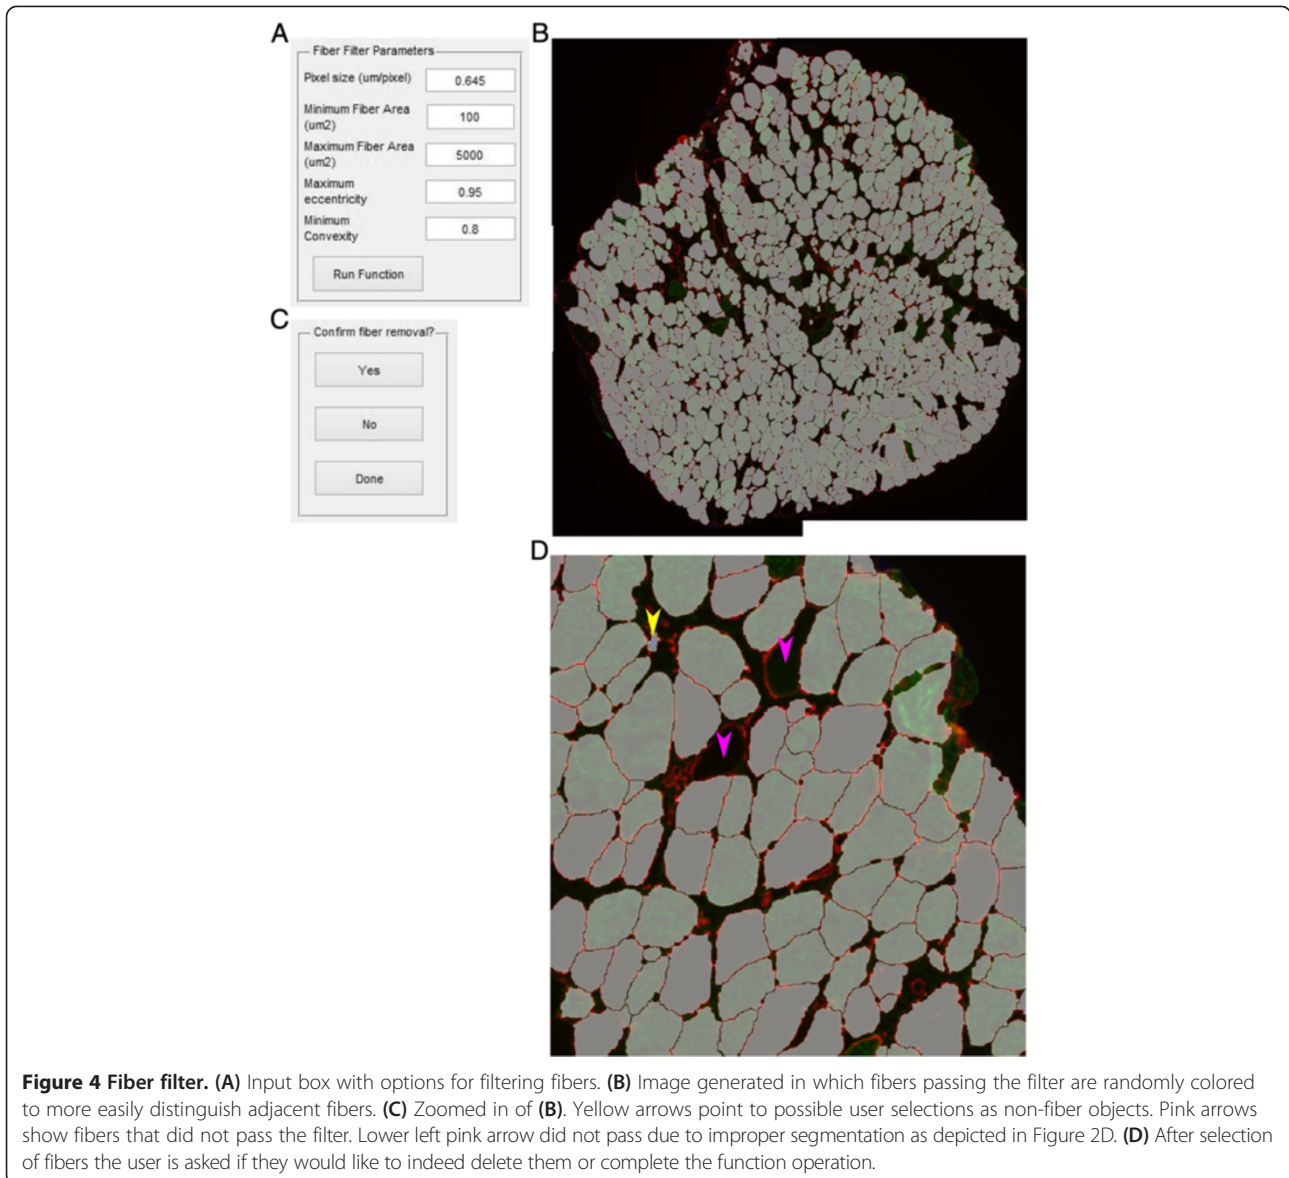 A
Fiber Filter Parameters
Pixel size (um/pixel) 0.645
Minimum Fiber Area
(um2) 100
Maximum Fiber Area
(um2) 5000
Maximum
eccentricity 0.95
Minimum
Convexity 0.8
Run Function
B
C
Confirm fiber removal?
Yes
No
Done
D
Figure 4 Fiber filter. (A) Input box with options for filtering fibers. (B) Image generated in which fibers passing the filter are randomly colored
to more easily distinguish adjacent fibers. (C) Zoomed in of (B). Yellow arrows point to possible user selections as non-fiber objects. Pink arrows
show fibers that did not pass the filter. Lower left pink arrow did not pass due to improper segmentation as depicted in Figure 2D. (D) After selection
of fibers the user is asked if they would like to indeed delete them or complete the function operation.